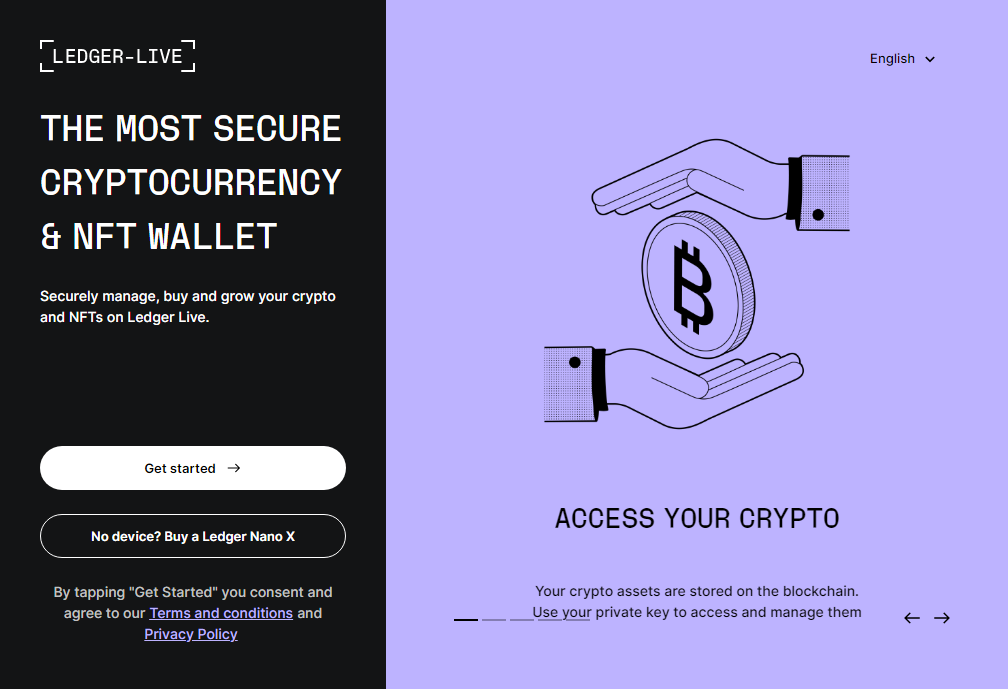 LEDGER-LIVE
THE MOST SECURE
CRYPTOCURRENCY
& NFT WALLET
Securely manage, buy and grow your crypto
and NFTs on Ledger Live.
Get started
No device? Buy a Ledger Nano X
By tapping "Get Started" you consent and
agree to our Terms and conditions and
Privacy Policy
English
ACCESS YOUR CRYPTO
Your crypto assets are stored on the blockchain.
Use your private key to access and manage them